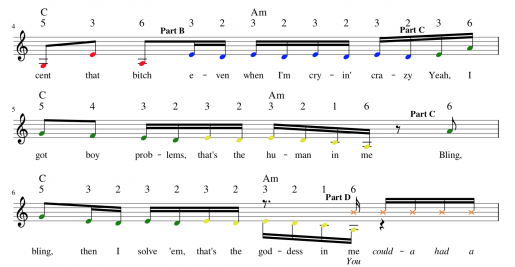 C Am
5 3 6 Part B 3 2 3 2 3 2 3 2 Part C 3 6
4
cent that bitch e - ven when I'm cry - in' cra - zy Yeah, I
C Am
5 4 3 2 3 2 3 2 1 6 Part C 6
5
got boy prob - lems, that's the hu - man in me Bling,
C Am
5 3 2 3 2 3 2 3 2 1 6 Part D
6
bling, then I solve 'em, that's the god - dess in me could - a had a
You